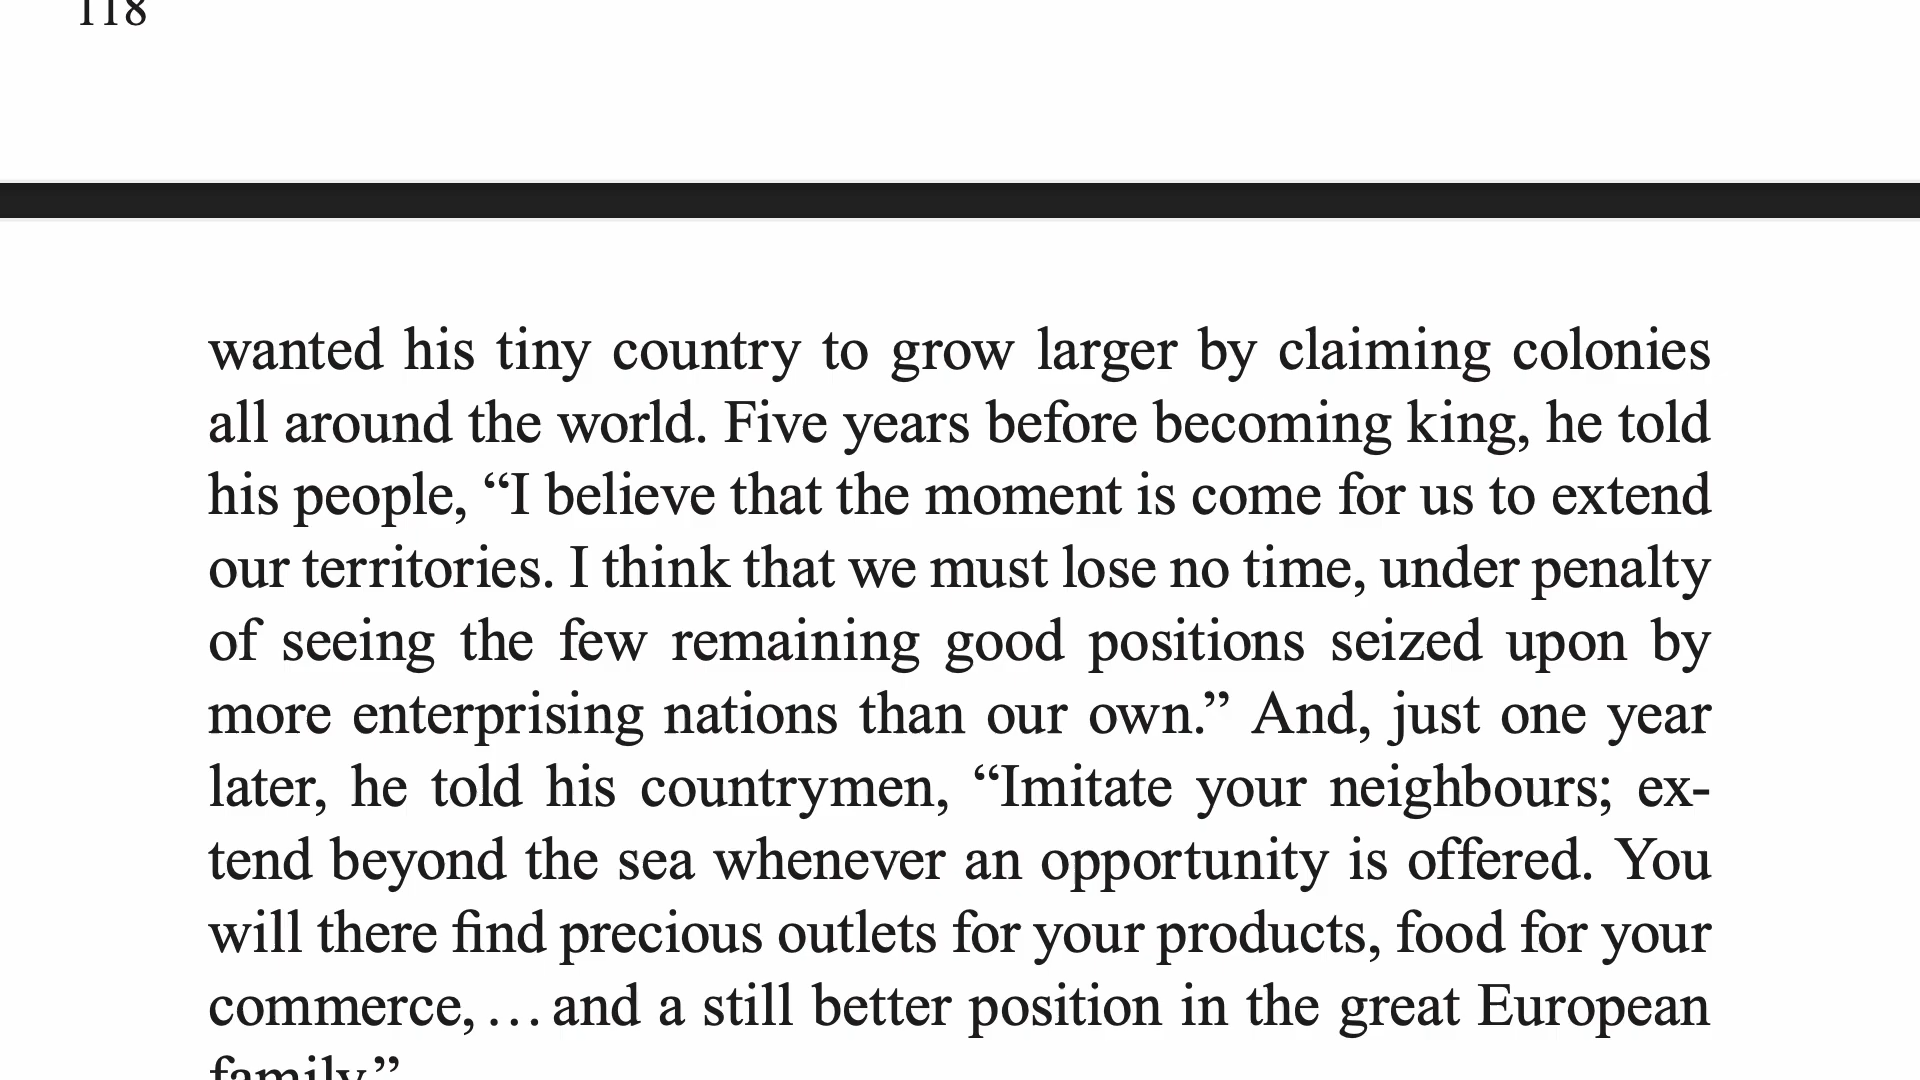 118
wanted his tiny country to grow larger by claiming colonies
all around the world. Five years before becoming king, he told
his people, “I believe that the moment is come for us to extend
our territories. I think that we must lose no time, under penalty
of seeing the few remaining good positions seized upon by
more enterprising nations than our own.” And, just one year
later, he told his countrymen, “Imitate your neighbours; ex-
tend beyond the sea whenever an opportunity is offered. You
will there find precious outlets for your products, food for your
commerce, … and a still better position in the great European
family.”